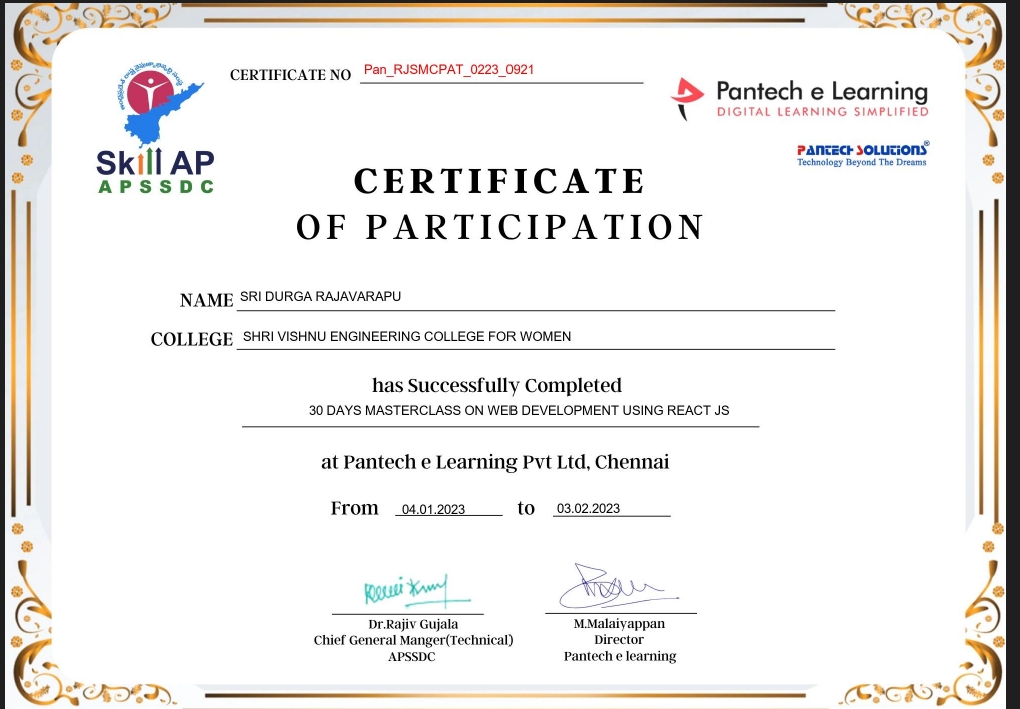 CERTIFICATE NO Pan_RJSMCPAT_0223_0921
Skill AP
APSSDC
Pantech e Learning
DIGITAL LEARNING SIMPLIFIED
PANTECH SOLUTIONS®
Technology Beyond The Dreams
CERTIFICATE
OF PARTICIPATION
NAME SRI DURGA RAJAVARAPU
COLLEGE SHRI VISHNU ENGINEERING COLLEGE FOR WOMEN
has Successfully Completed
30 DAYS MASTERCLASS ON WEB DEVELOPMENT USING REACT JS
at Pantech e Learning Pvt Ltd, Chennai
From 04.01.2023 to 03.02.2023
Dr.Rajiv Gujala
Chief General Manger(Technical)
APSSDC
M.Malaiyappan
Director
Pantech e learning